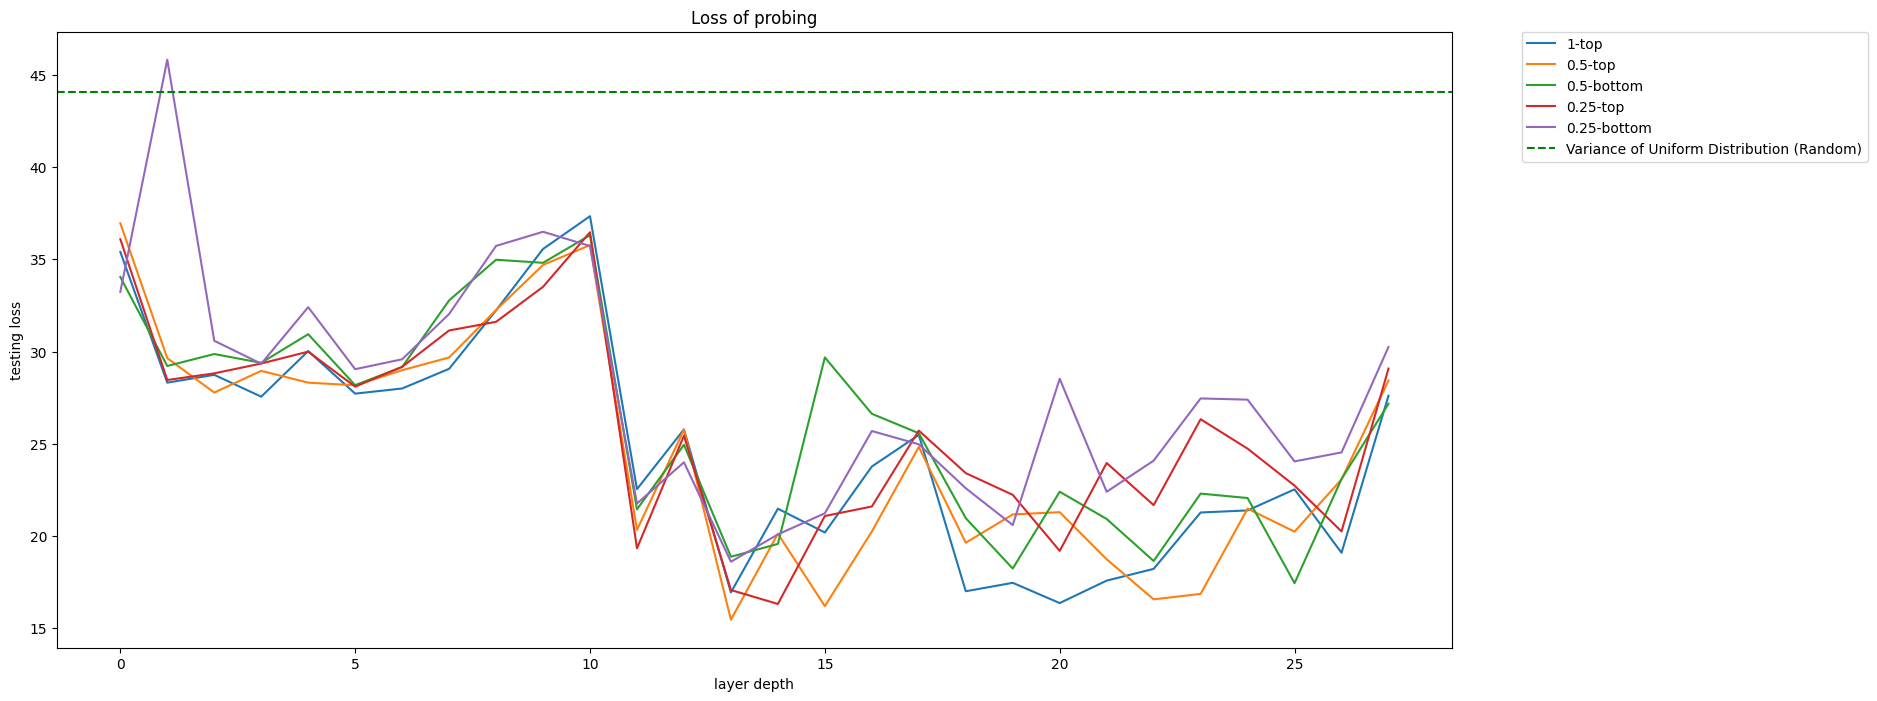 Loss of probing
45
40
35
30
25
20
15
testing loss
0 5 10 15 20 25
layer depth
1-top
0.5-top
0.5-bottom
0.25-top
0.25-bottom
Variance of Uniform Distribution (Random)